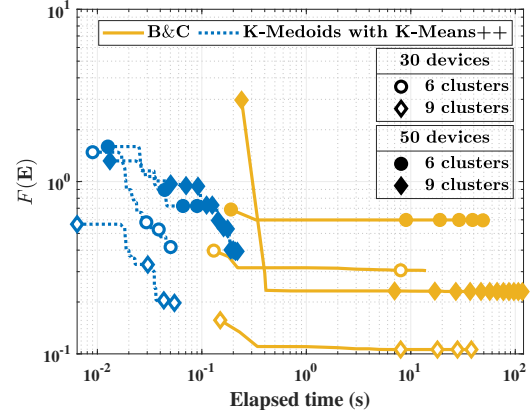 B&C K-Medoids with K-Means++
30 devices
6 clusters
9 clusters
50 devices
6 clusters
9 clusters
F(E)
10^1
10^0
10^-1
10^-2 10^-1 10^0 10^1 10^2
Elapsed time (s)